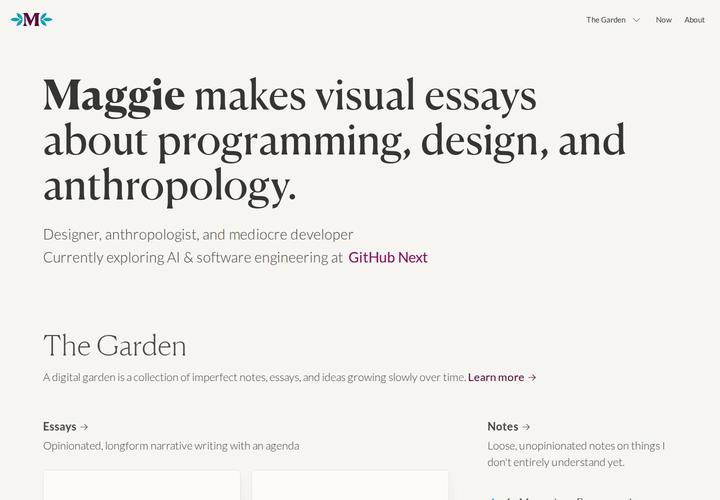 M
The Garden
Now
About
Maggie makes visual essays
about programming, design, and
anthropology.
Designer, anthropologist, and mediocre developer
Currently exploring AI & software engineering at GitHub Next
The Garden
A digital garden is a collection of imperfect notes, essays, and ideas growing slowly over time. Learn more →
Essays →
Opinionated, longform narrative writing with an agenda
Notes →
Loose, unopinionated notes on things I
don't entirely understand yet.